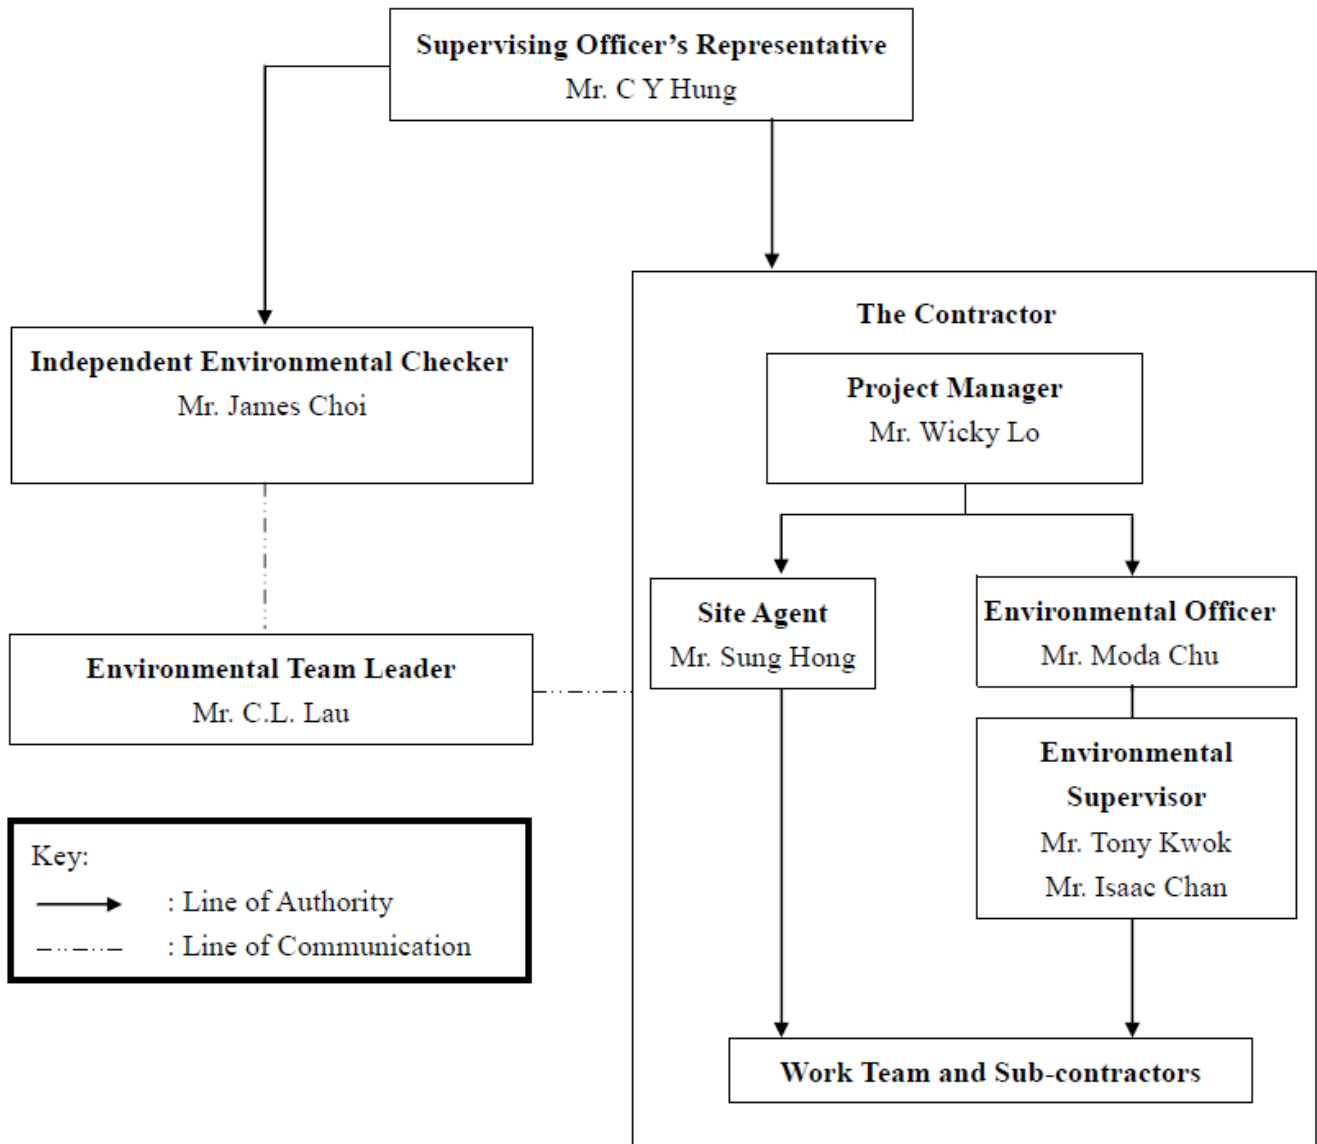 Supervising Officer’s Representative
Mr. C Y Hung
Independent Environmental Checker
Mr. James Choi
Environmental Team Leader
Mr. C.L. Lau
The Contractor
Project Manager
Mr. Wicky Lo
Site Agent
Mr. Sung Hong
Environmental Officer
Mr. Moda Chu
Environmental
Supervisor
Mr. Tony Kwok
Mr. Isaac Chan
Work Team and Sub-contractors
Key:
: Line of Authority
: Line of Communication